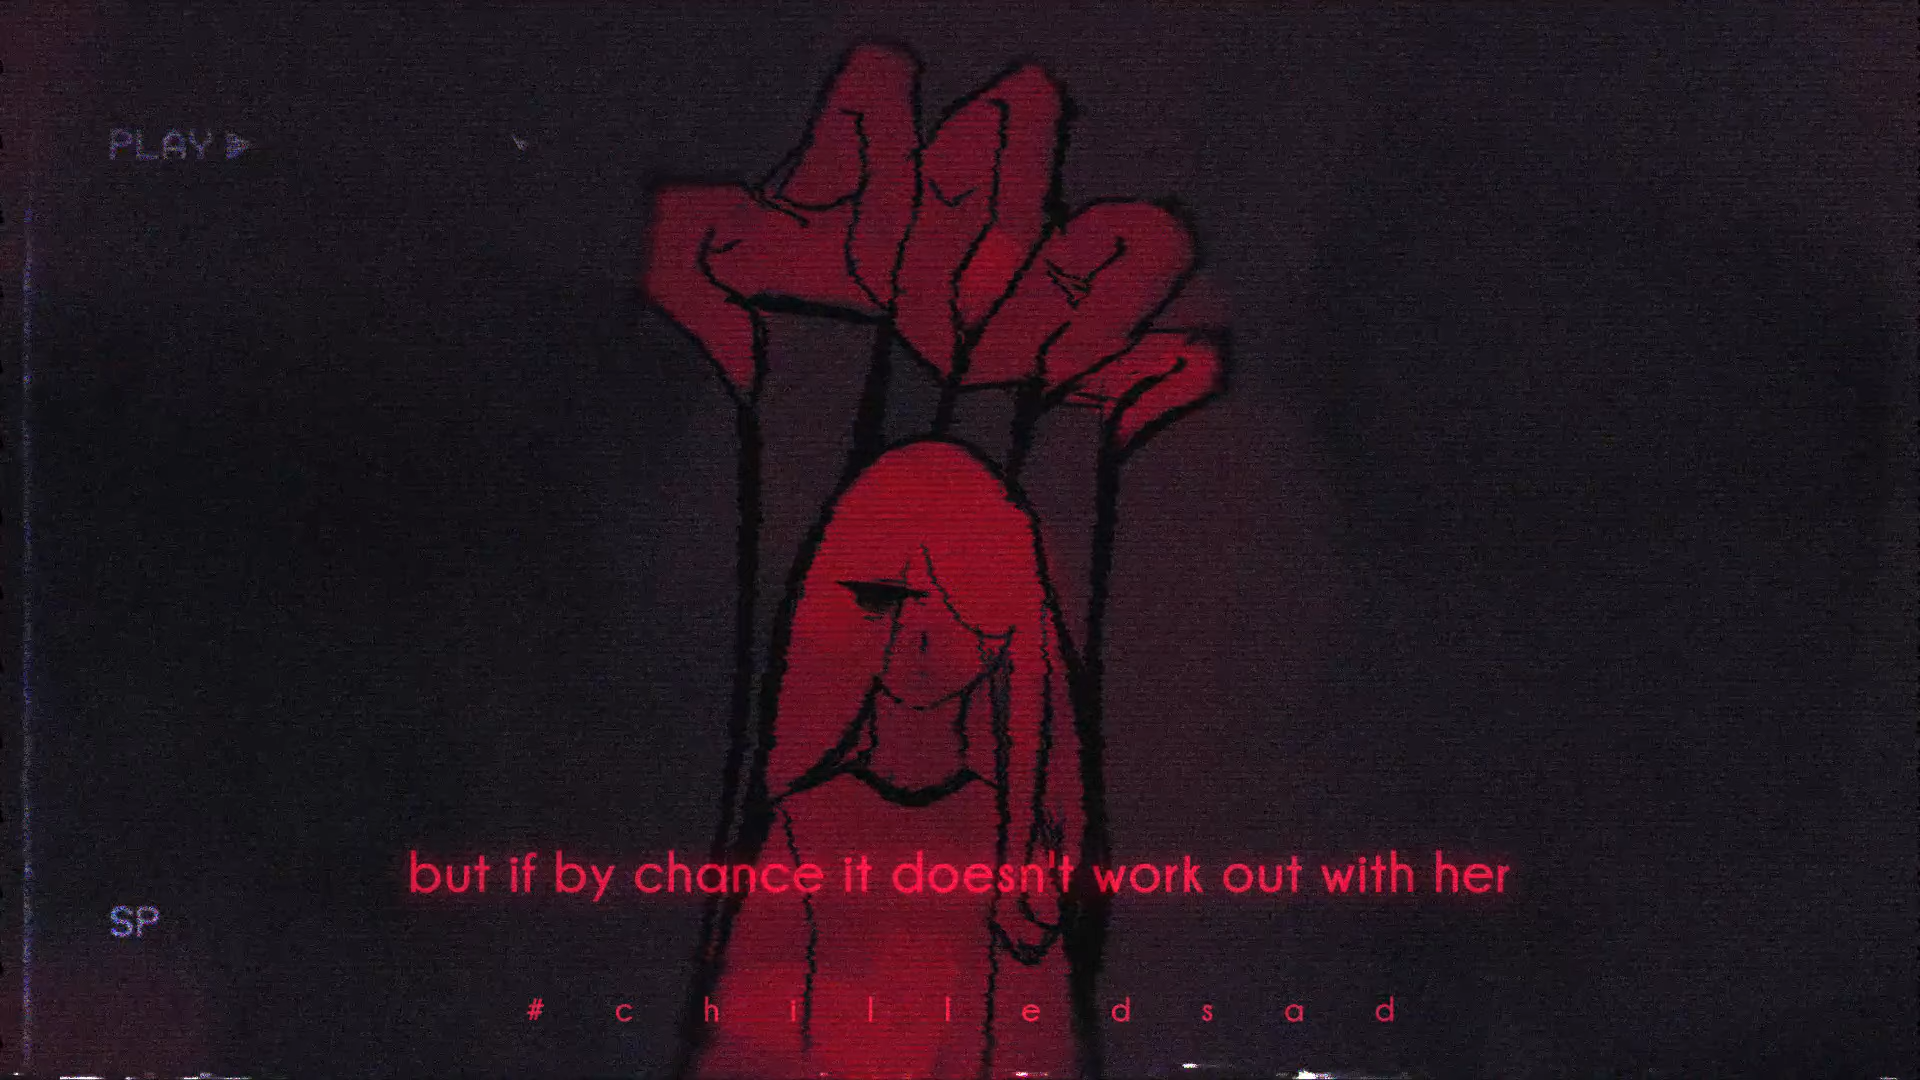 PLAY
but if by chance it doesn't work out with her
SP
# c h i l l e d s a d